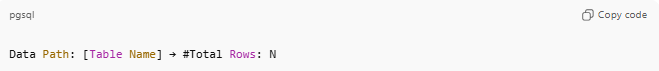 pgsql
Copy code
Data Path: [Table Name] → #Total Rows: N